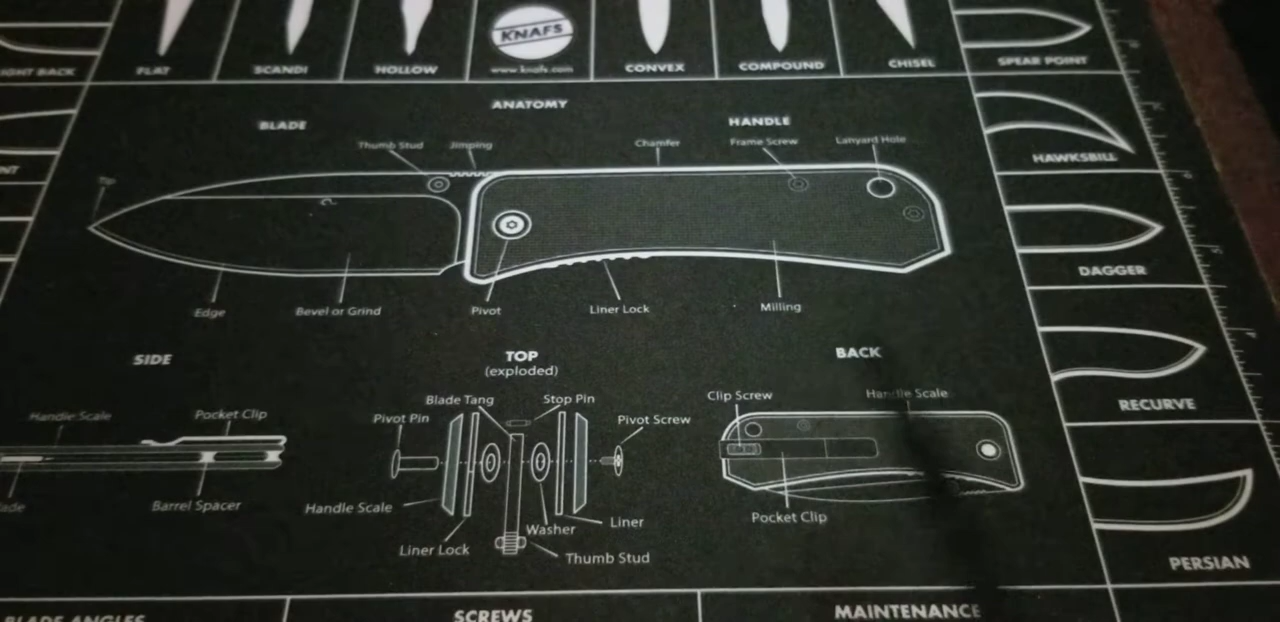 FLAT
SCANDI
HOLLOW
KNAFS
www.knafs.com
CONVEX
COMPOUND
CHISEL
SPEAR POINT
ANATOMY
BLADE
HANDLE
Thumb Stud
Jimping
Chamfer
Frame Screw
Lanyard Hole
HAWKSBILL
Tip
DAGGER
Edge
Bevel or Grind
Pivot
Liner Lock
Milling
SIDE
TOP
(exploded)
BACK
Blade Tang
Stop Pin
Clip Screw
Handle Scale
RECURVE
Handle Scale
Pocket Clip
Pivot Pin
Pivot Screw
Barrel Spacer
Handle Scale
Washer
Liner
Pocket Clip
Liner Lock
Thumb Stud
PERSIAN
BLADE ANGLES
SCREWS
MAINTENANCE